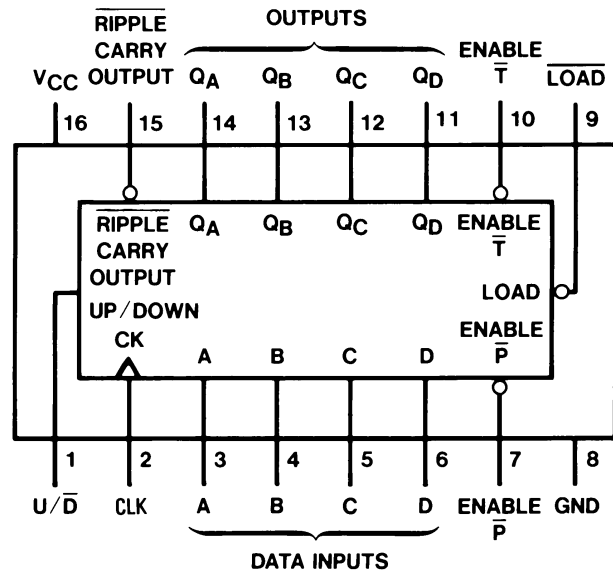 OUTPUTS
RIPPLE
CARRY
OUTPUT
VCC
QA QB QC QD
ENABLE
T
LOAD
16 15 14 13 12 11 10 9
RIPPLE
CARRY
OUTPUT
QA QB QC QD
ENABLE
T
LOAD
UP/DOWN
CK
A B C D
ENABLE
P
1 2 3 4 5 6 7 8
U/D CLK A B C D
ENABLE
P
GND
DATA INPUTS